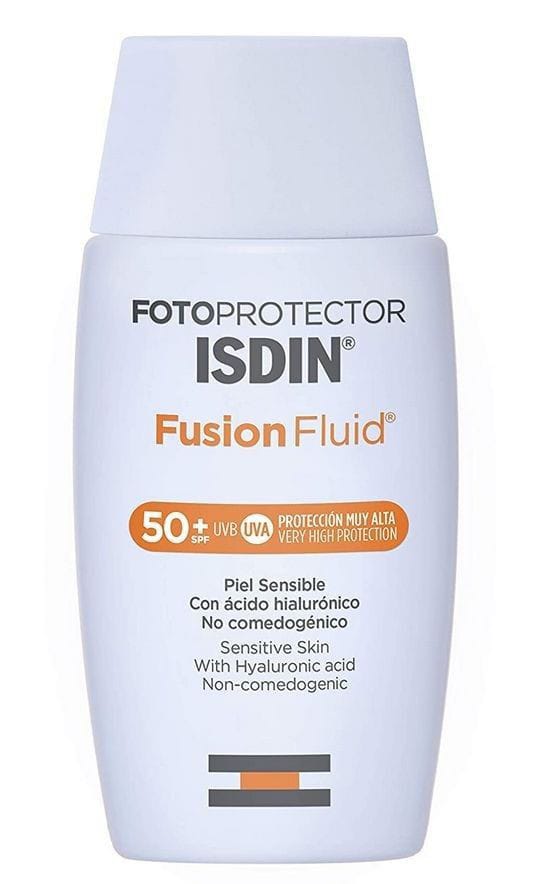 FOTOPROTECTOR
ISDIN®
Fusion Fluid®
50+ SPF UVB UVA PROTECCIÓN MUY ALTA
VERY HIGH PROTECTION
Piel Sensible
Con ácido hialurónico
No comedogénico
Sensitive Skin
With Hyaluronic acid
Non-comedogenic